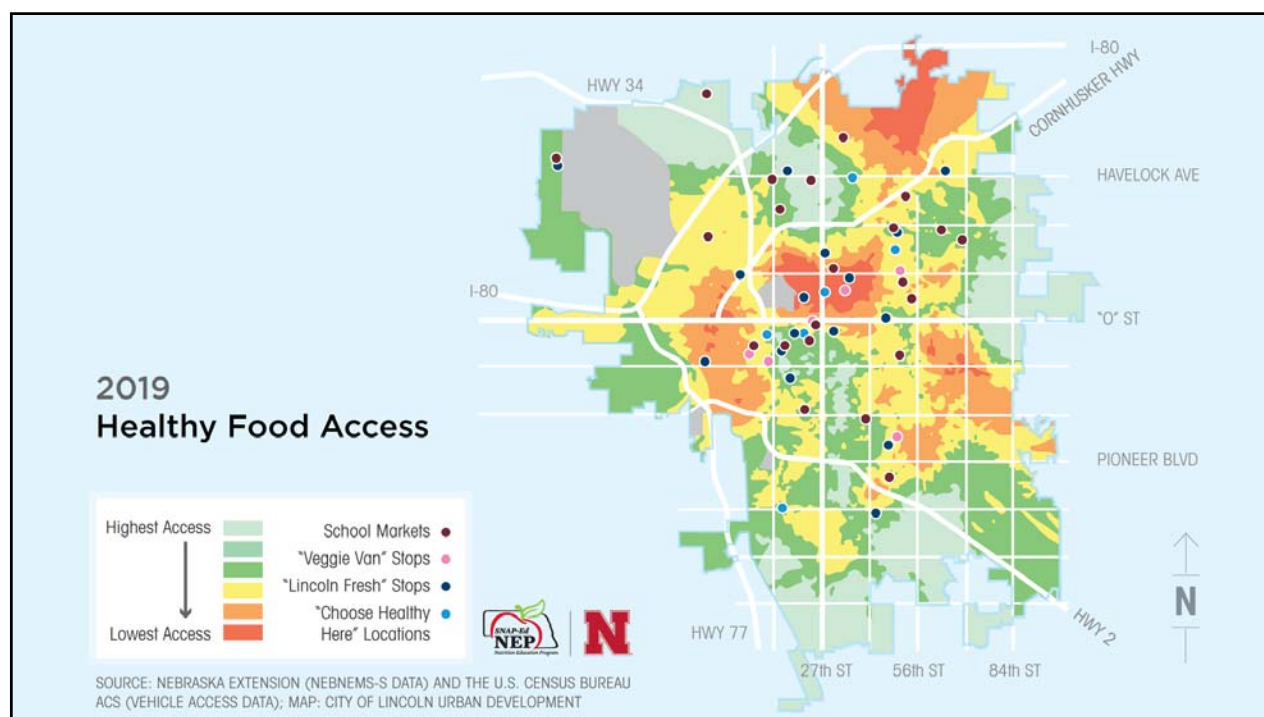 I-80
HWY 34
CORNHUSKER HWY
HAVELOCK AVE
I-80
"O" ST
2019
Healthy Food Access
PIONEER BLVD
Highest Access
Lowest Access
School Markets
"Veggie Van" Stops
"Lincoln Fresh" Stops
"Choose Healthy
Here" Locations
SNAP-Ed
NEP
Nutrition Education Program
N
HWY 77
HWY 2
N
27th ST
56th ST
84th ST
SOURCE: NEBRASKA EXTENSION (NEBNEMS-S DATA) AND THE U.S. CENSUS BUREAU
ACS (VEHICLE ACCESS DATA); MAP: CITY OF LINCOLN URBAN DEVELOPMENT